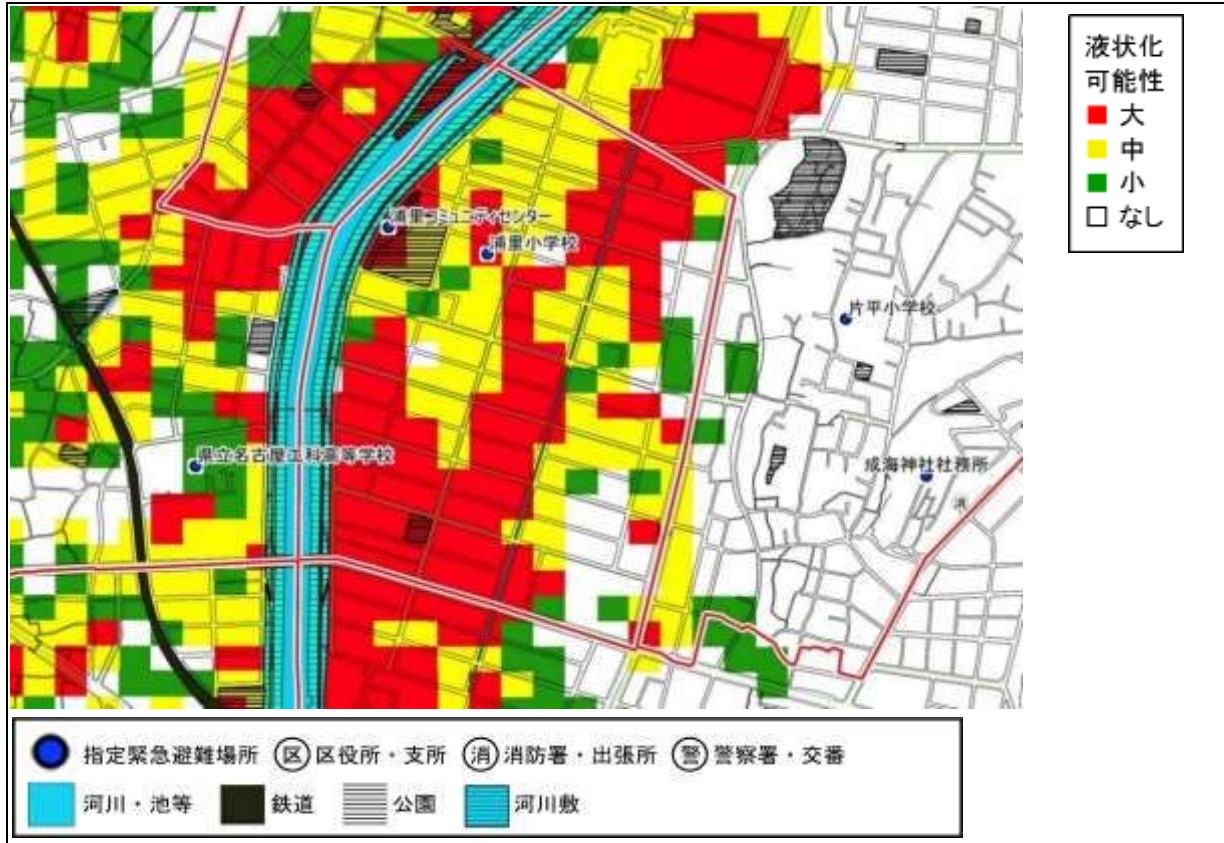 液状化
可能性
大
中
小
なし
浦里コミュニティセンター
浦里小学校
片平小学校
県立名古屋工科高等学校
成海神社社務所
消
指定緊急避難場所 区 区役所・支所 消 消防署・出張所 警 警察署・交番
河川・池等 鉄道 公園 河川敷